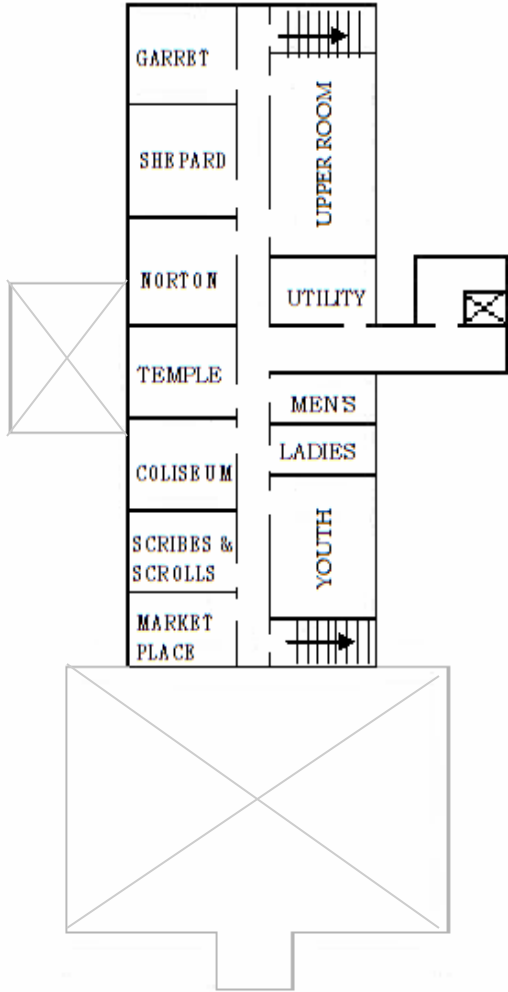 GARRET
UPPER ROOM
SHEPARD
NORTON
UTILITY
TEMPLE
MEN'S
LADIES
COLISEUM
YOUTH
SCRIBES &
SCROLLS
MARKET
PLACE